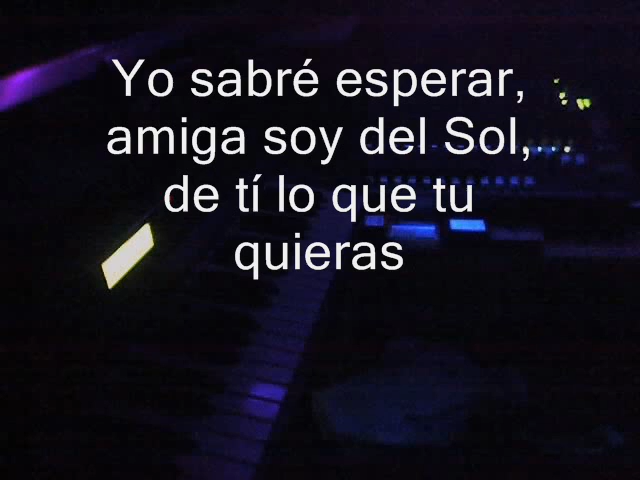 Yo sabré esperar,
amiga soy del Sol,..
de tí lo que tu
quieras